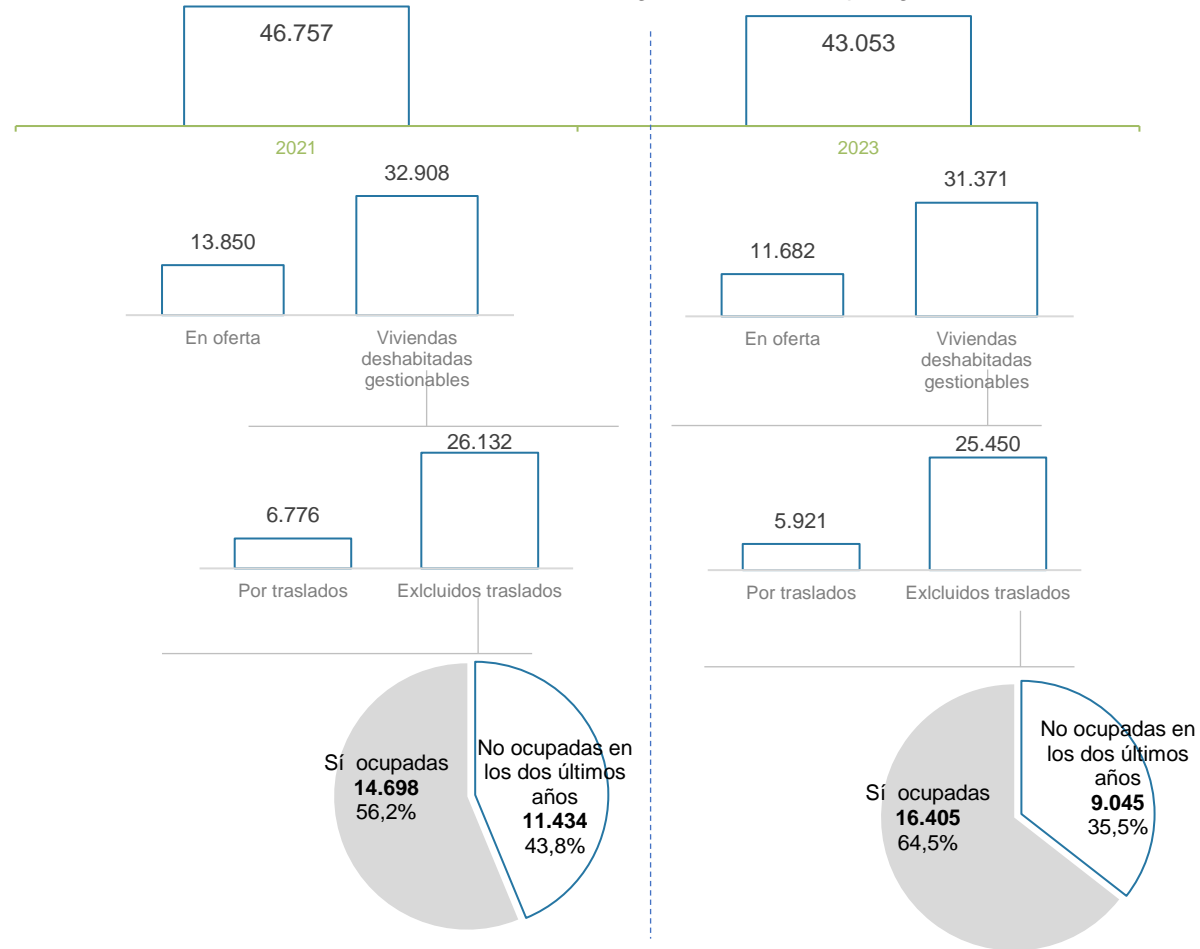 46.757
43.053
2021
2023
32.908
31.371
13.850
11.682
En oferta
Viviendas
deshabitadas
gestionables
En oferta
Viviendas
deshabitadas
gestionables
26.132
25.450
6.776
5.921
Por traslados
Exlcluidos traslados
Por traslados
Exlcluidos traslados
Sí ocupadas
14.698
56,2%
No ocupadas en
los dos últimos
años
11.434
43,8%
Sí ocupadas
16.405
64,5%
No ocupadas en
los dos últimos
años
9.045
35,5%